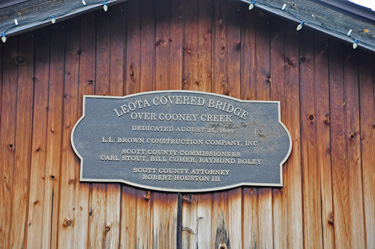 LEOTA COVERED BRIDGE
OVER COONEY CREEK
DEDICATED AUGUST 25,
L.L. BROWN CONSTRUCTION COMPANY, INC
SCOTT COUNTY COMMISSIONERS
CARL STOUT, BILL COMER, RAYMOND BOLEY
SCOTT COUNTY ATTORNEY
ROBERT HOUSTON III